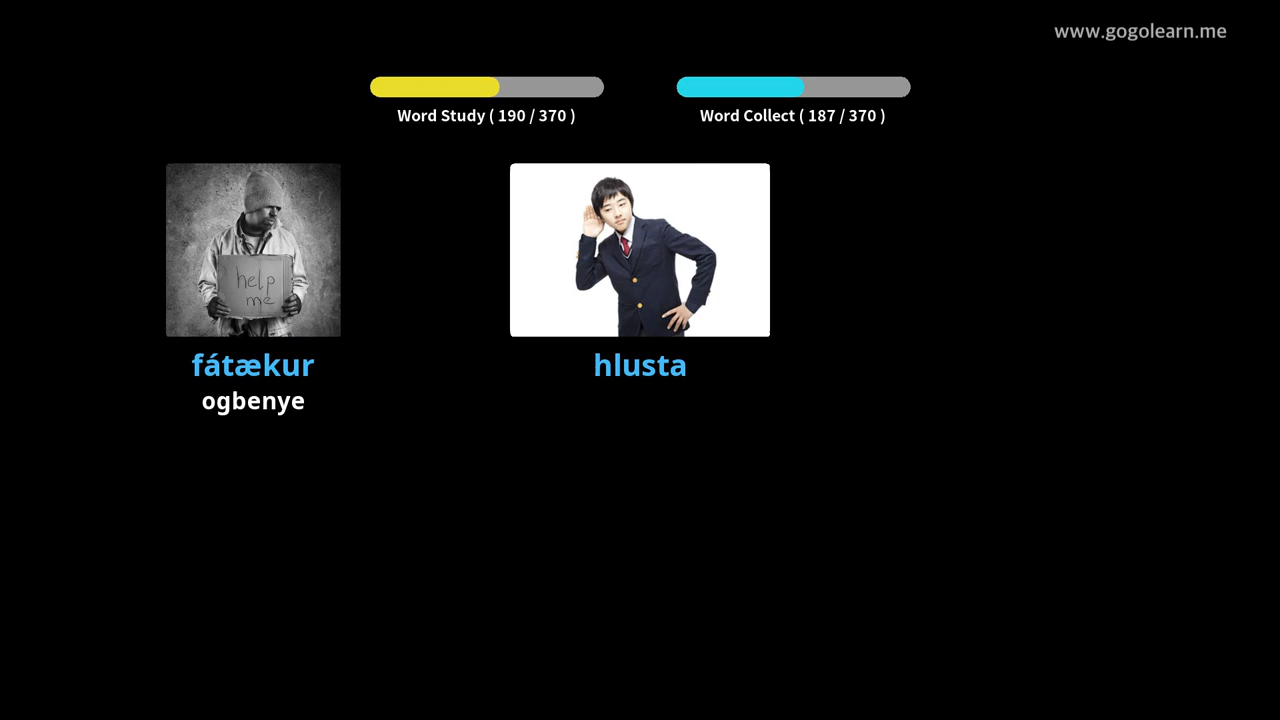 www.gogolearn.me
Word Study ( 190 / 370 )
Word Collect ( 187 / 370 )
help
me
fátækur
ogbenye
hlusta